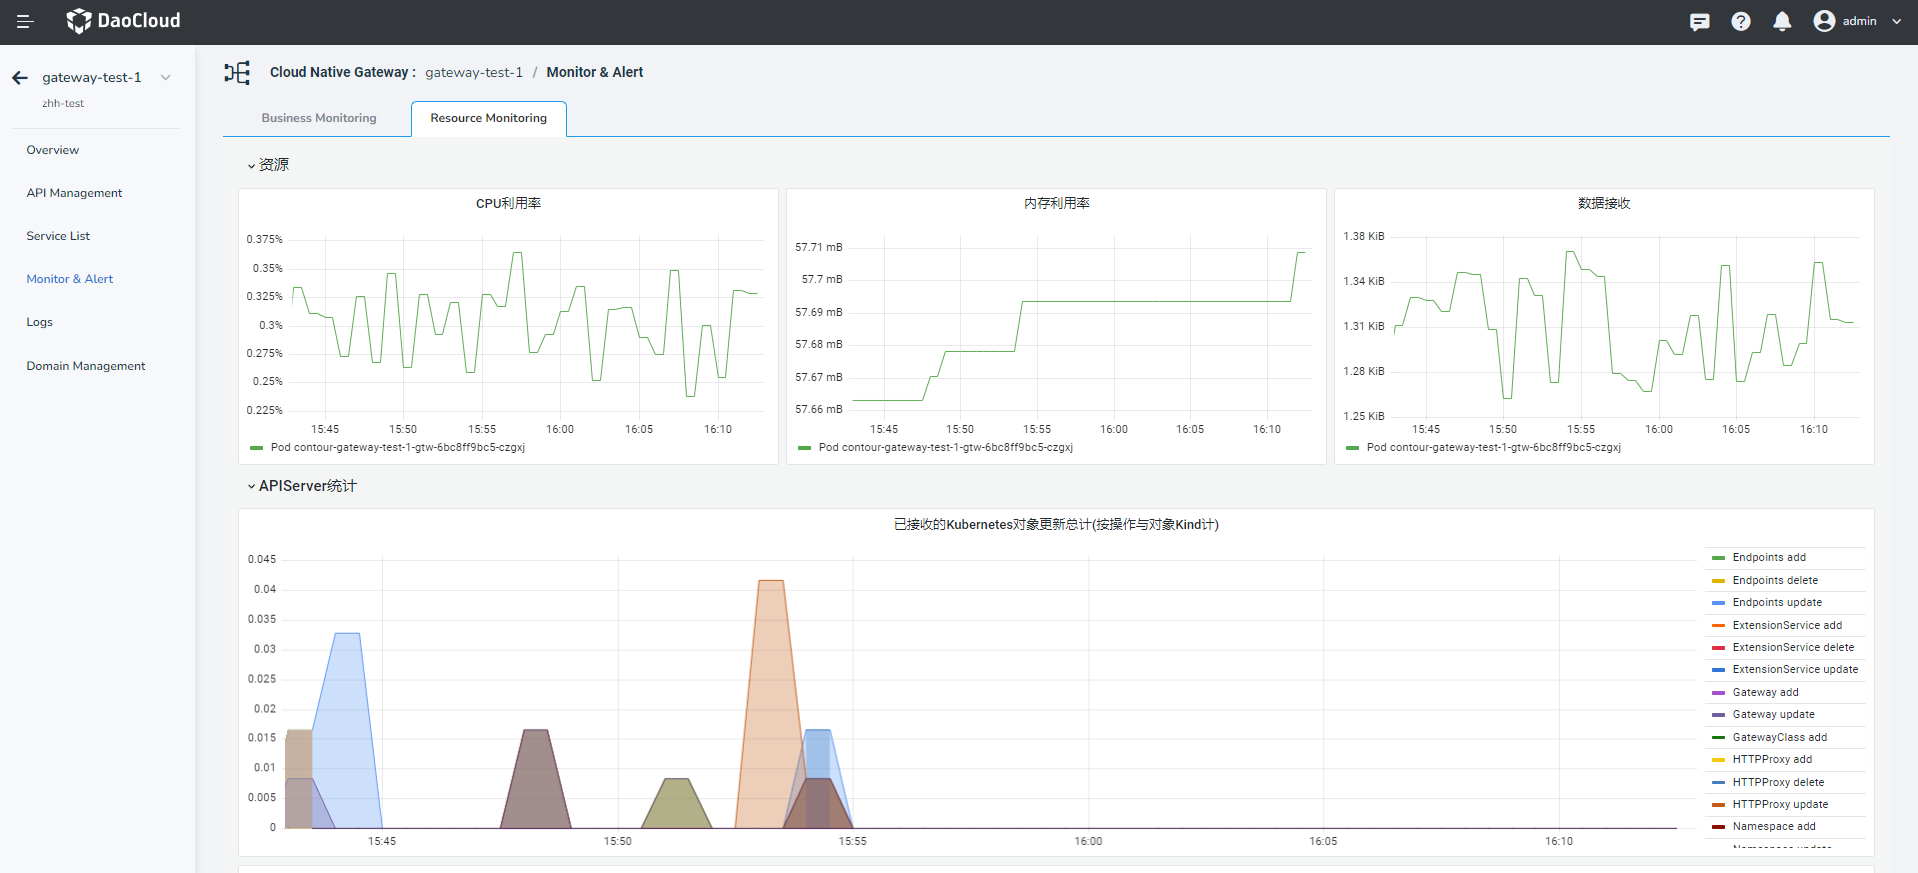 DaoCloud
admin
gateway-test-1
zhh-test
Overview
API Management
Service List
Monitor & Alert
Logs
Domain Management
Cloud Native Gateway : gateway-test-1 / Monitor & Alert
Business Monitoring
Resource Monitoring
资源
CPU利用率
0.375%
0.35%
0.325%
0.3%
0.275%
0.25%
0.225%
15:45 15:50 15:55 16:00 16:05 16:10
Pod contour-gateway-test-1-gtw-6bc8ff9bc5-czgxj
内存利用率
57.71 mB
57.7 mB
57.69 mB
57.68 mB
57.67 mB
57.66 mB
15:45 15:50 15:55 16:00 16:05 16:10
Pod contour-gateway-test-1-gtw-6bc8ff9bc5-czgxj
数据接收
1.38 KiB
1.34 KiB
1.31 KiB
1.28 KiB
1.25 KiB
15:45 15:50 15:55 16:00 16:05 16:10
Pod contour-gateway-test-1-gtw-6bc8ff9bc5-czgxj
APIServer统计
已接收的Kubernetes对象更新总计(按操作与对象Kind计)
0.045
0.04
0.035
0.03
0.025
0.02
0.015
0.01
0.005
0
15:45 15:50 15:55 16:00 16:05 16:10
Endpoints add
Endpoints delete
Endpoints update
ExtensionService add
ExtensionService delete
ExtensionService update
Gateway add
Gateway update
GatewayClass add
HTTPProxy add
HTTPProxy delete
HTTPProxy update
Namespace add